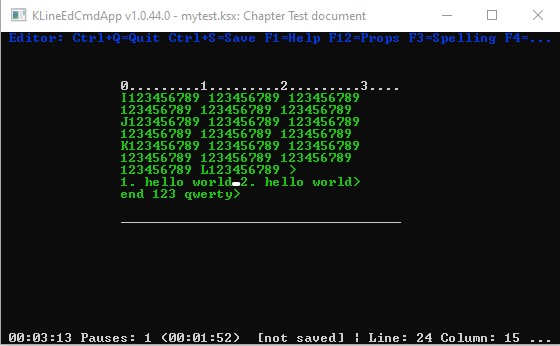 KLineEdCmdApp v1.0.44.0 - mytest.ksx: Chapter Test document
Editor: Ctrl+Q=Quit Ctrl+S=Save F1=Help F12=Props F3=Spelling F4=...
0.........1.........2.........3....
I123456789 123456789 123456789
123456789 123456789 123456789
J123456789 123456789 123456789
123456789 123456789 123456789
K123456789 123456789 123456789
123456789 123456789 123456789
123456789 L123456789 >
1. hello world 2. hello world>
end 123 qwerty>
00:03:13 Pauses: 1 (00:01:52) [not saved] ¦ Line: 24 Column: 15 ...